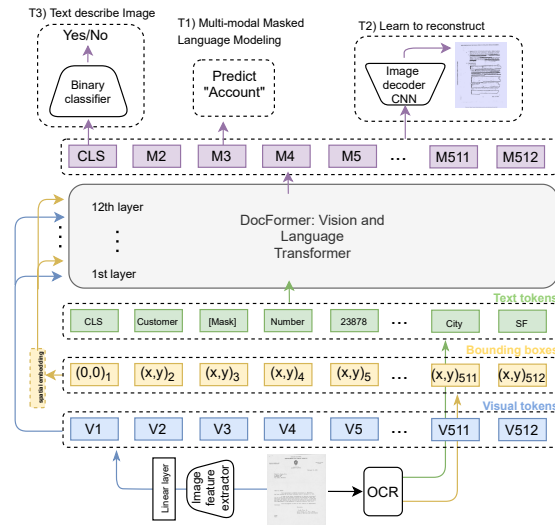 T3) Text describe Image
Yes/No
Binary
classifier
T1) Multi-modal Masked
Language Modeling
Predict
"Account"
T2) Learn to reconstruct
Image
decoder
CNN
CLS M2 M3 M4 M5 ... M511 M512
12th layer
1st layer
DocFormer: Vision and
Language
Transformer
Text tokens
CLS Customer [Mask] Number 23878 ... City SF
Bounding boxes
spatial embedding
(0,0)1 (x,y)2 (x,y)3 (x,y)4 (x,y)5 ... (x,y)511 (x,y)512
Visual tokens
V1 V2 V3 V4 V5 ... V511 V512
Linear layer
Image
feature
extractor
OCR